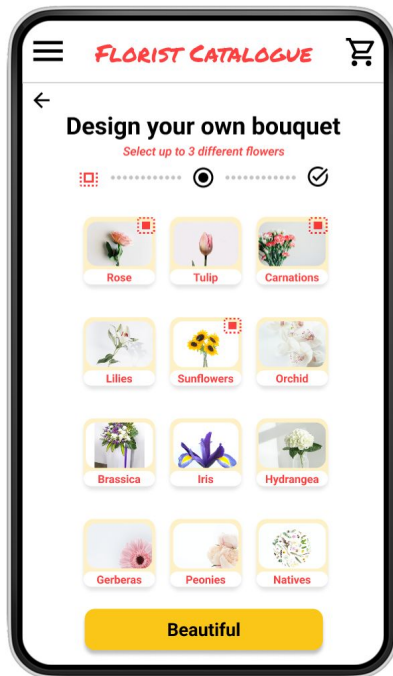 FLORIST CATALOGUE
Design your own bouquet
Select up to 3 different flowers
Rose Tulip Carnations
Lilies Sunflowers Orchid
Brassica Iris Hydrangea
Gerberas Peonies Natives
Beautiful